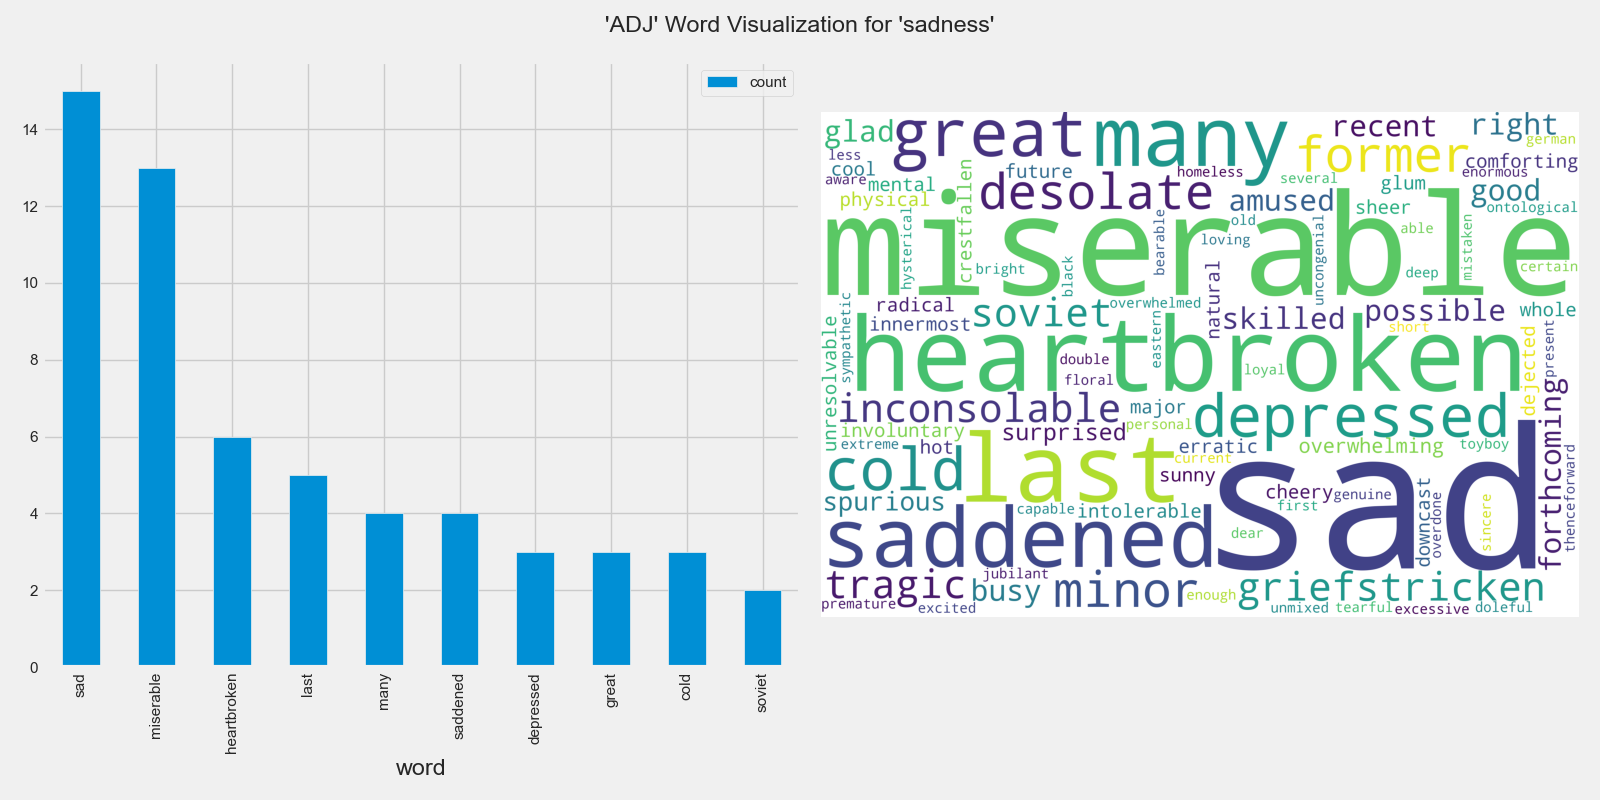 'ADJ' Word Visualization for 'sadness'
count
14
12
10
8
6
4
2
0
sad
miserable
heartbroken
last
many
saddened
depressed
great
cold
soviet
word
glad great many recent right
german
less
former
comforting
cool
future
homeless
enormous
aware
mental
several
glum
good
physical
crestfallen
desolate
amused
sheer
ontological
hysterical
miserable
old
able
mistaken
bearable
loving
uncongenial
bright
black
deep
certain
sympathetic
radical
soviet
overwhelmed
natural
skilled
possible
whole
innermost
eastern
short
unresolvable
heartbroken
double
loyal
floral
dejected
present
inconsolable
major
depressed
forthcoming
involuntary
surprised
personal
extreme
hot
last
erratic
overwhelming
toyboy
cold
current
sunny
sad
spurious
cheery
genuine
first
downcast
overdone
sincere
thenceforward
capable
intolerable
saddened
dear
tragic
jubilant
busy
minor
griefstricken
enough
premature
excited
unmixed
tearful
excessive
doleful